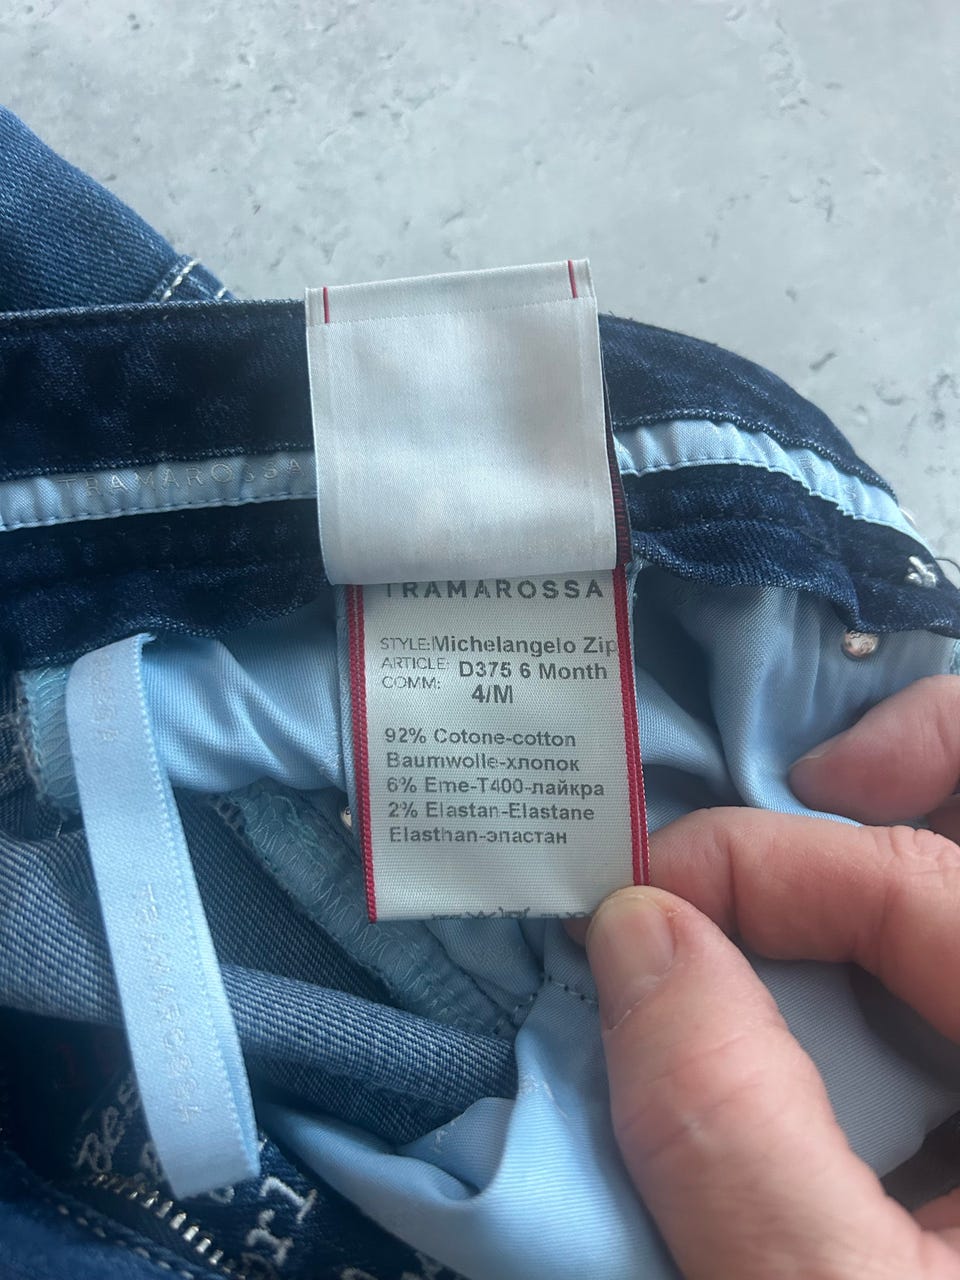 TRAMAROSSA
TRAMAROSSA
STYLE:Michelangelo Zip
ARTICLE: D375 6 Month
COMM: 4/M
92% Cotone-cotton
Baumwolle-хлопок
6% Eme-T400-лайкра
2% Elastan-Elastane
Elasthan-эластан
TRAMAROSSA